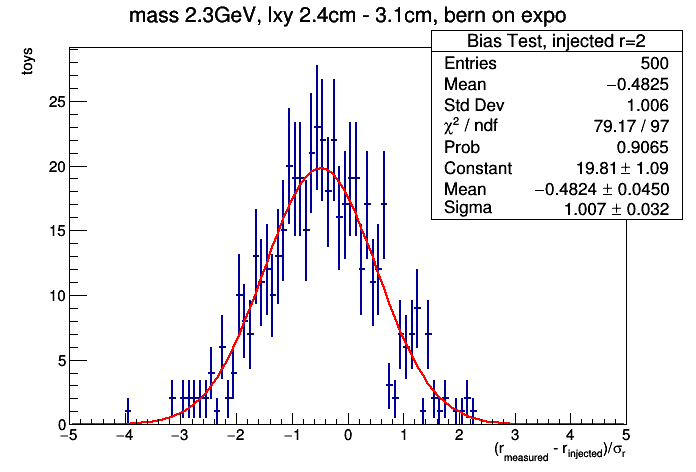 mass 2.3GeV, lxy 2.4cm - 3.1cm, bern on expo
toys
Bias Test, injected r=2
Entries 500
Mean −0.4825
Std Dev 1.006
χ² / ndf 79.17 / 97
Prob 0.9065
Constant 19.81 ± 1.09
Mean −0.4824 ± 0.0450
Sigma 1.007 ± 0.032
25
20
15
10
5
0
−5 −4 −3 −2 −1 0 1 2 3 4 5
(r_measured - r_injected)/σ_r